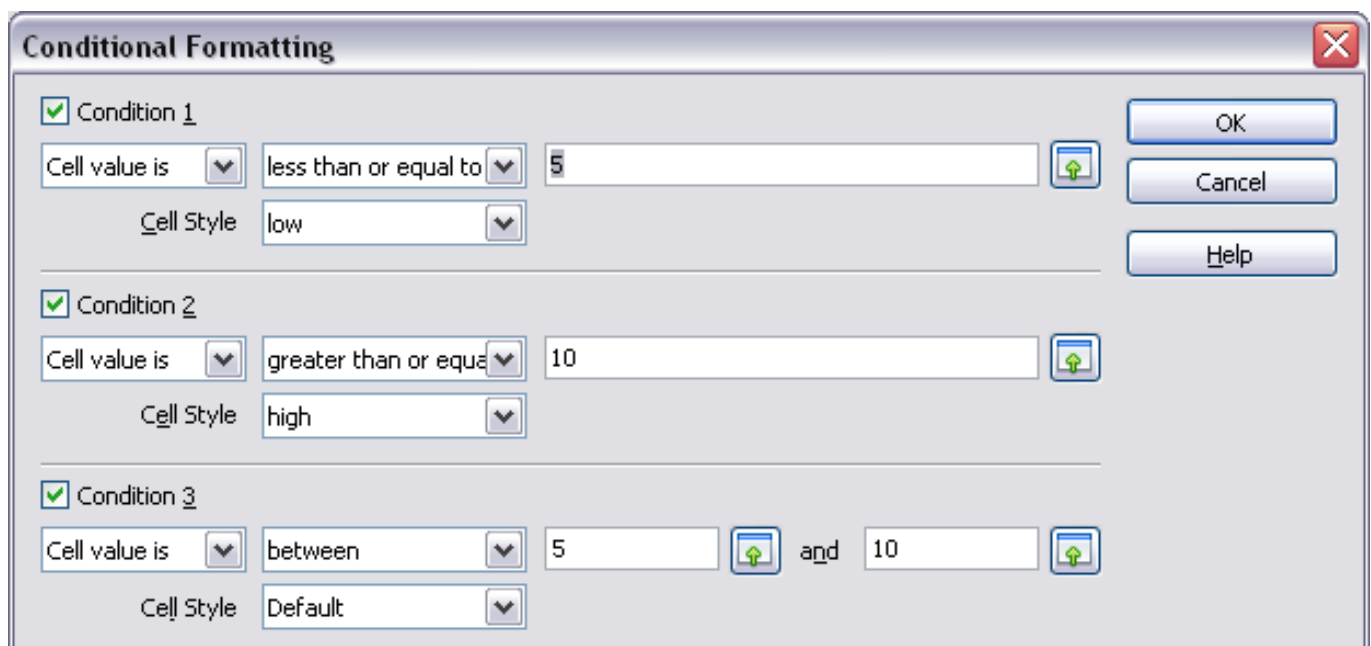 Conditional Formatting
Condition 1
OK
Cell value is less than or equal to 5
Cancel
Cell Style low
Help
Condition 2
Cell value is greater than or equa 10
Cell Style high
Condition 3
Cell value is between 5 and 10
Cell Style Default